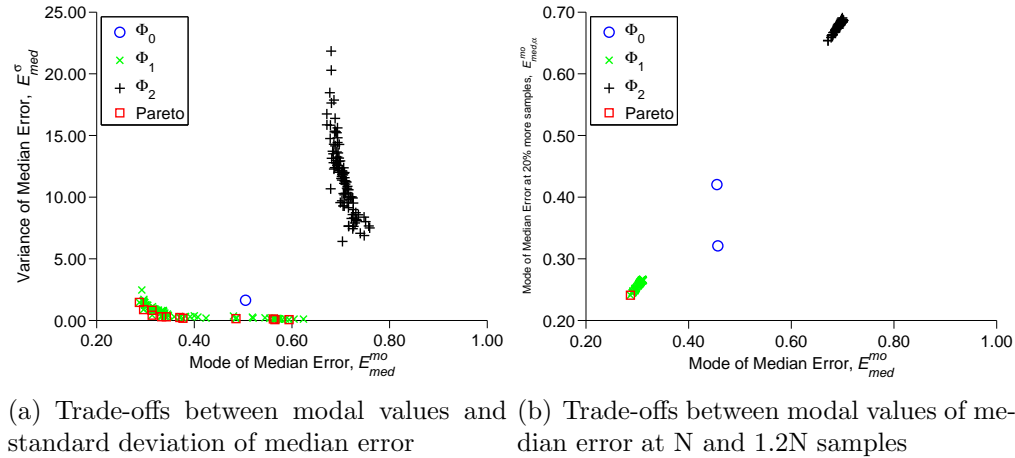 Φ0
Φ1
Φ2
Pareto
25.00
20.00
15.00
10.00
5.00
0.00
0.20
0.40
0.60
0.80
1.00
Variance of Median Error, E^σ_med
Mode of Median Error, E^mo_med
Φ0
Φ1
Φ2
Pareto
0.70
0.60
0.50
0.40
0.30
0.20
0.20
0.40
0.60
0.80
1.00
Mode of Median Error at 20% more samples, E^mo_med,α
Mode of Median Error, E^mo_med
(a) Trade-offs between modal values and
standard deviation of median error
(b) Trade-offs between modal values of me-
dian error at N and 1.2N samples